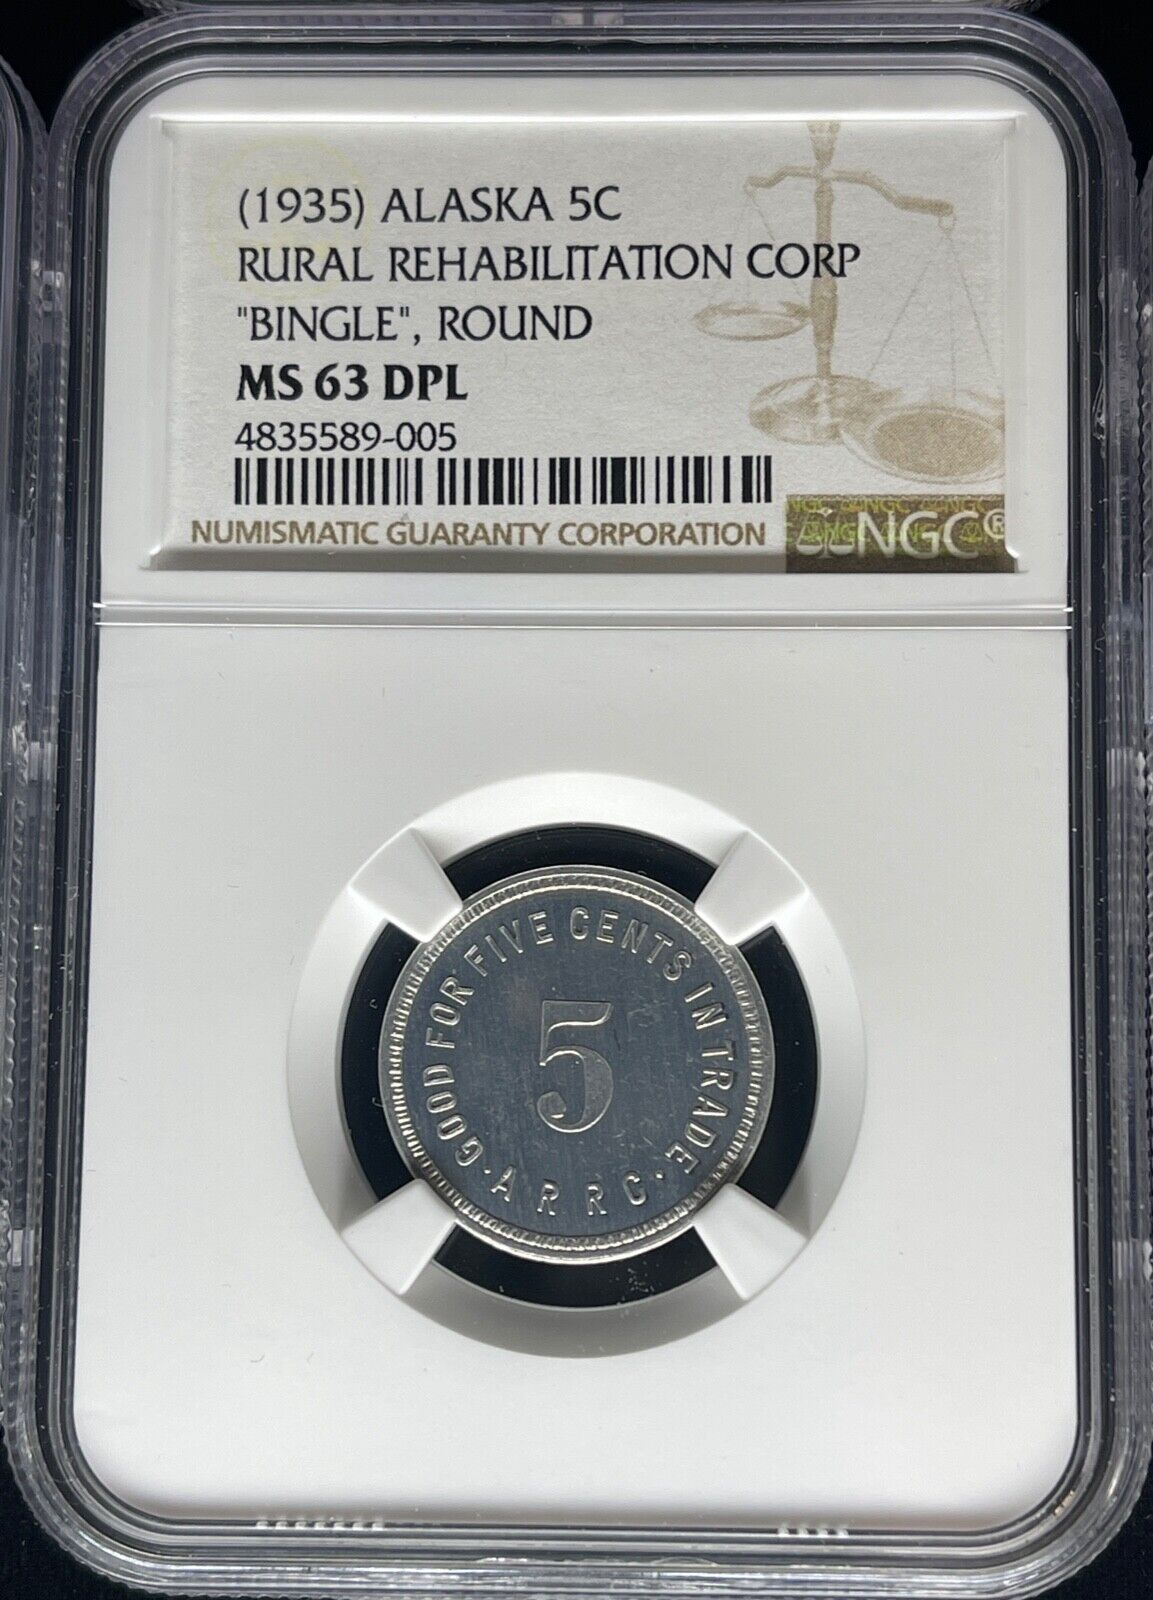 (1935) ALASKA 5C
RURAL REHABILITATION CORP
"BINGLE", ROUND
MS 63 DPL
4835589-005
NUMISMATIC GUARANTY CORPORATION
NGC®
GOOD FOR FIVE CENTS IN TRADE
5
· A R R C ·